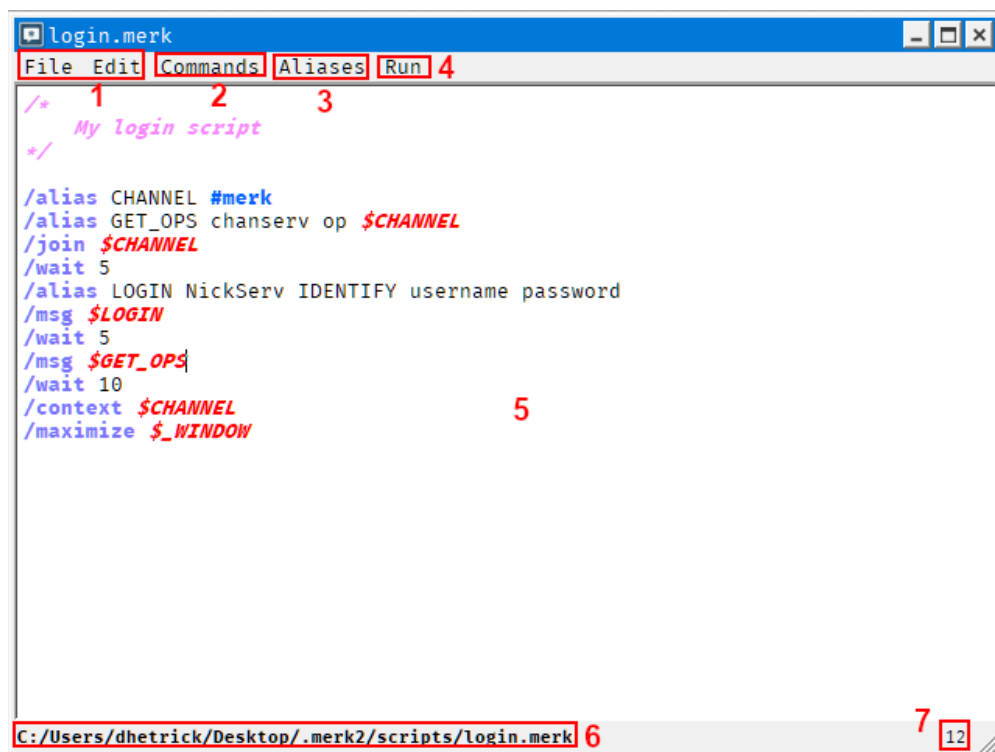 login.merk
File Edit Commands Aliases Run 4
1 2 3
/*
My login script
*/
/alias CHANNEL #merk
/alias GET_OPS chanserv op $CHANNEL
/join $CHANNEL
/wait 5
/alias LOGIN NickServ IDENTIFY username password
/msg $LOGIN
/wait 5
/msg $GET_OPS
/wait 10
/context $CHANNEL
5
/maximize $_WINDOW
C:/Users/dhetrick/Desktop/.merk2/scripts/login.merk 6
7
12